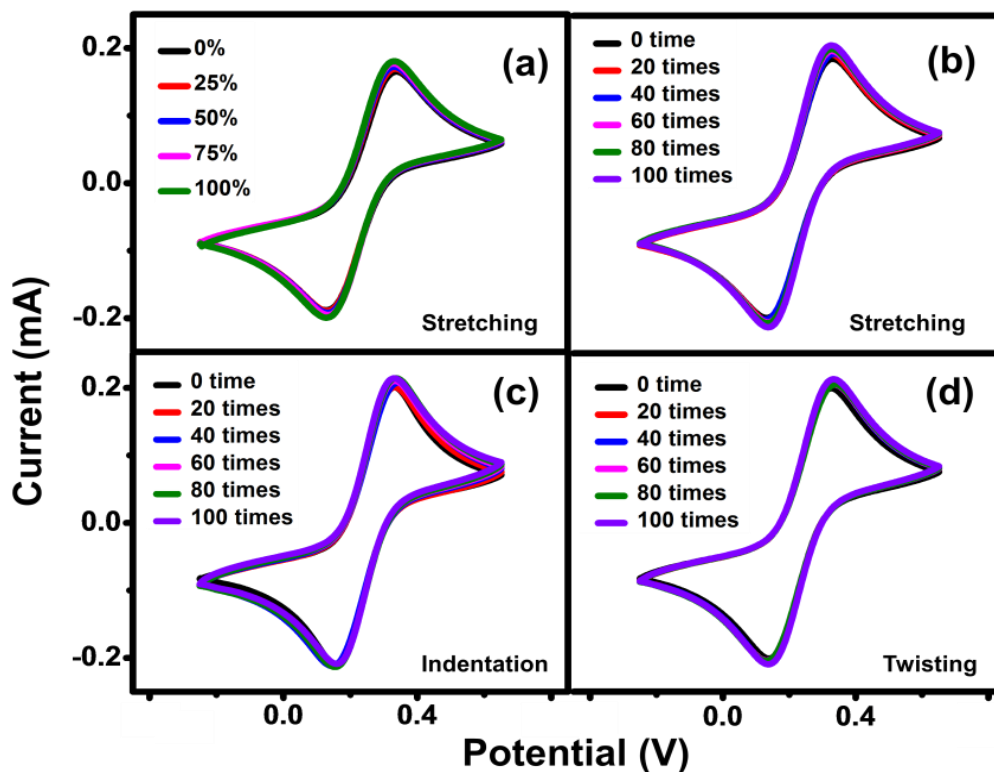 Current (mA)
0.2
0.0
-0.2
0.2
0.0
-0.2
(a)
0%
25%
50%
75%
100%
Stretching
(b)
0 time
20 times
40 times
60 times
80 times
100 times
Stretching
(c)
0 time
20 times
40 times
60 times
80 times
100 times
Indentation
(d)
0 time
20 times
40 times
60 times
80 times
100 times
Twisting
0.0
0.4
0.0
0.4
Potential (V)